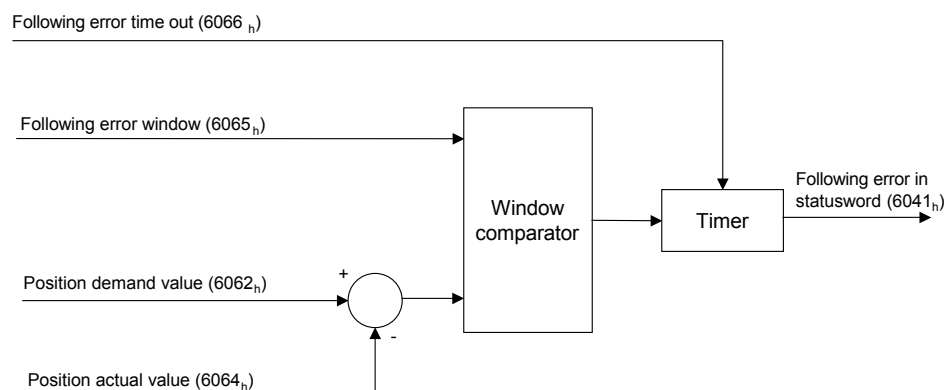 Following error time out (6066 h)
Following error window (6065h)
Window
comparator
Timer
Following error in
statusword (6041h)
Position demand value (6062h)
+
-
Position actual value (6064h)